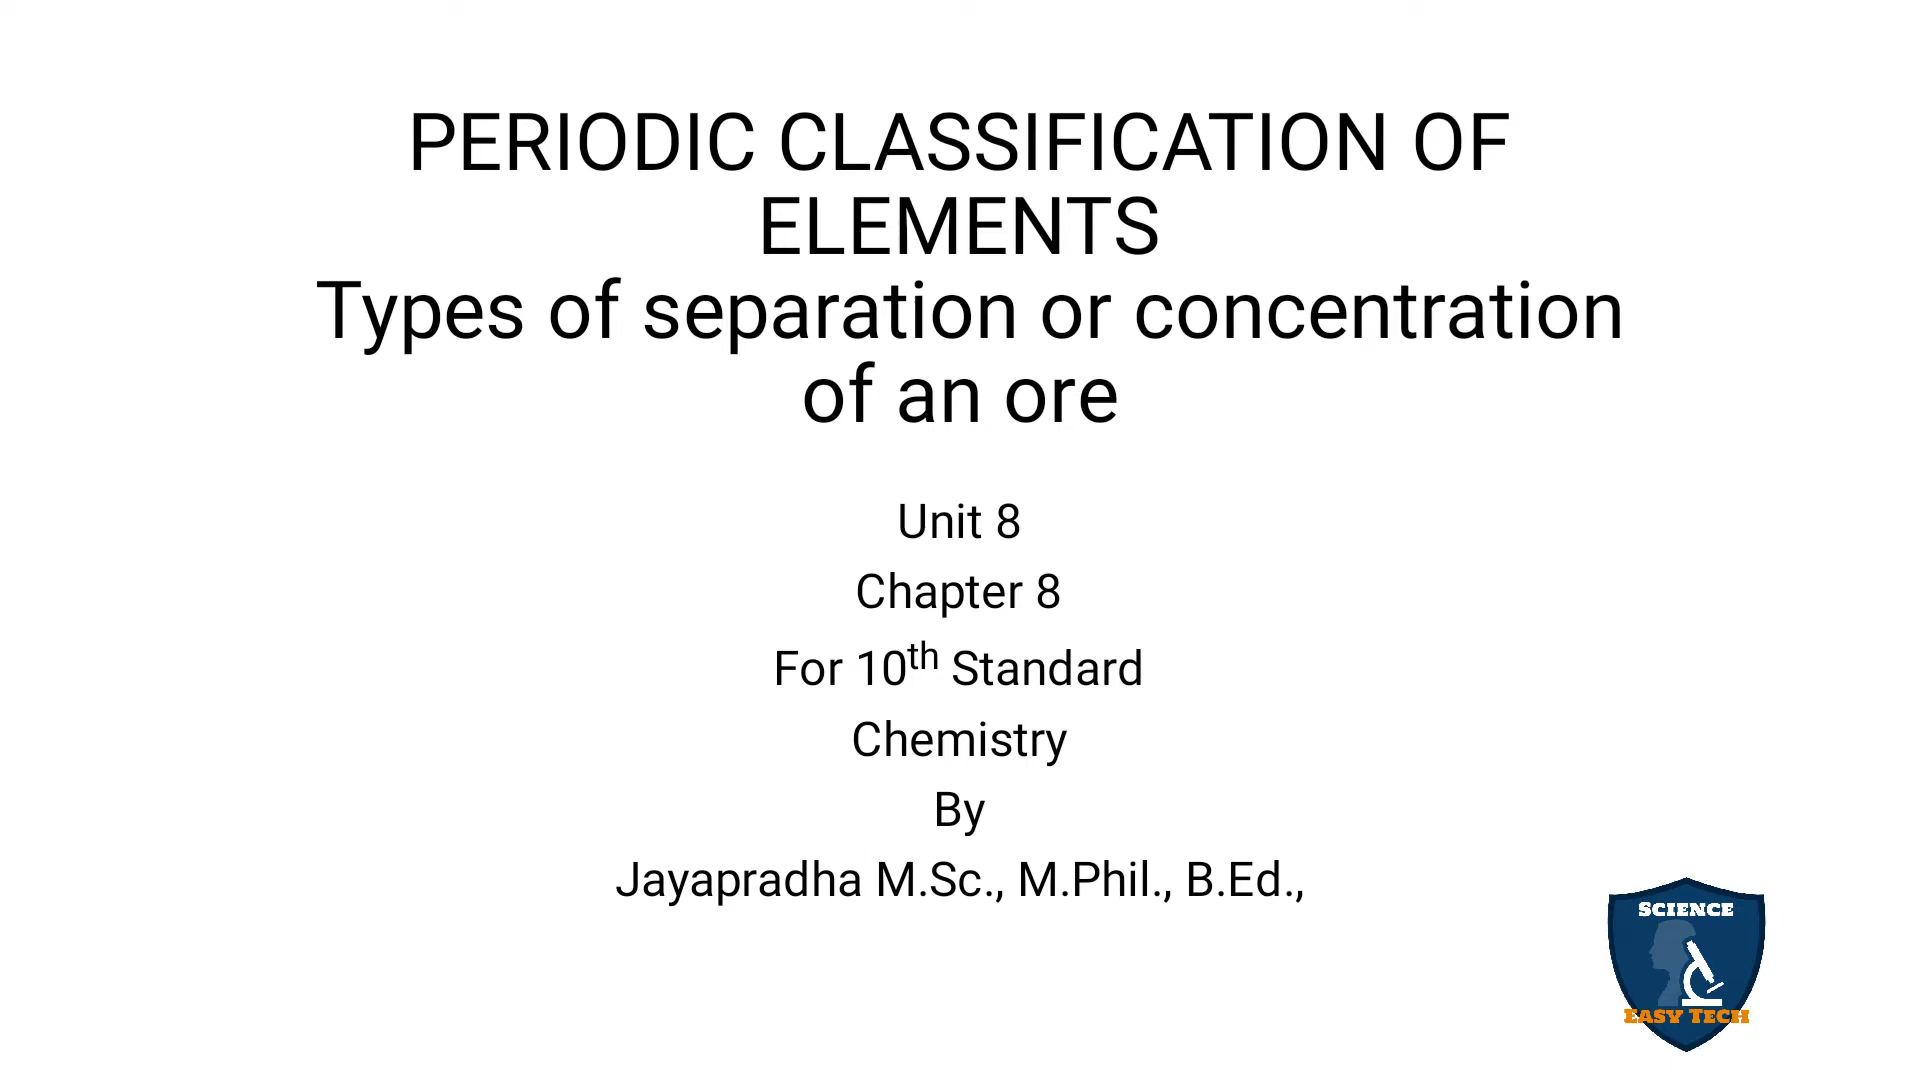 PERIODIC CLASSIFICATION OF
ELEMENTS
Types of separation or concentration
of an ore
Unit 8
Chapter 8
For 10th Standard
Chemistry
By
Jayapradha M.Sc., M.Phil., B.Ed.,
SCIENCE
EASY TECH